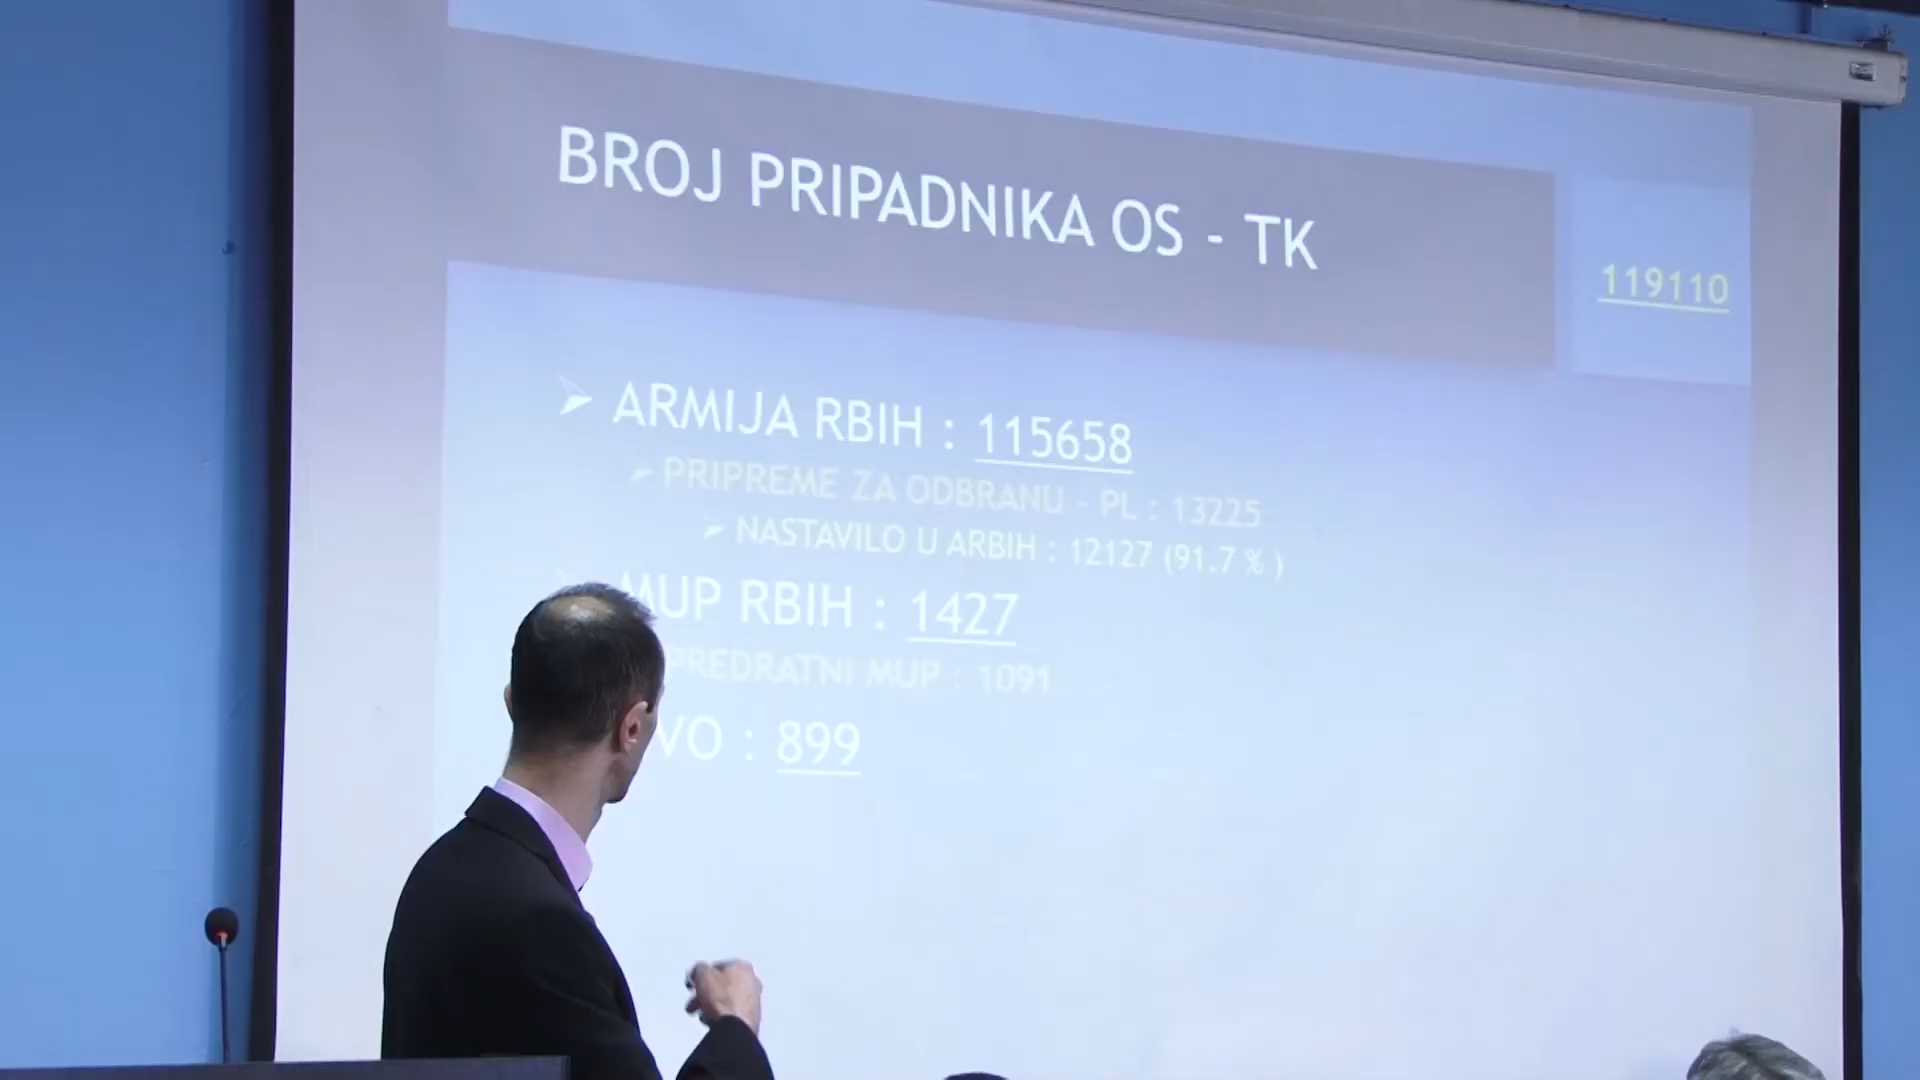 BROJ PRIPADNIKA OS - TK
119110
ARMIJA RBIH : 115658
PRIPREME ZA ODBRANU - PL : 13225
NASTAVILO U ARBIH : 12127 (91.7 % )
MUP RBIH : 1427
PREDRATNI MUP : 1091
: 899